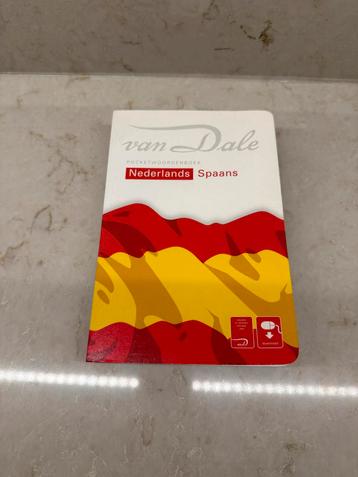 van Dale
POCKETWOORDENBOEK
Nederlands Spaans